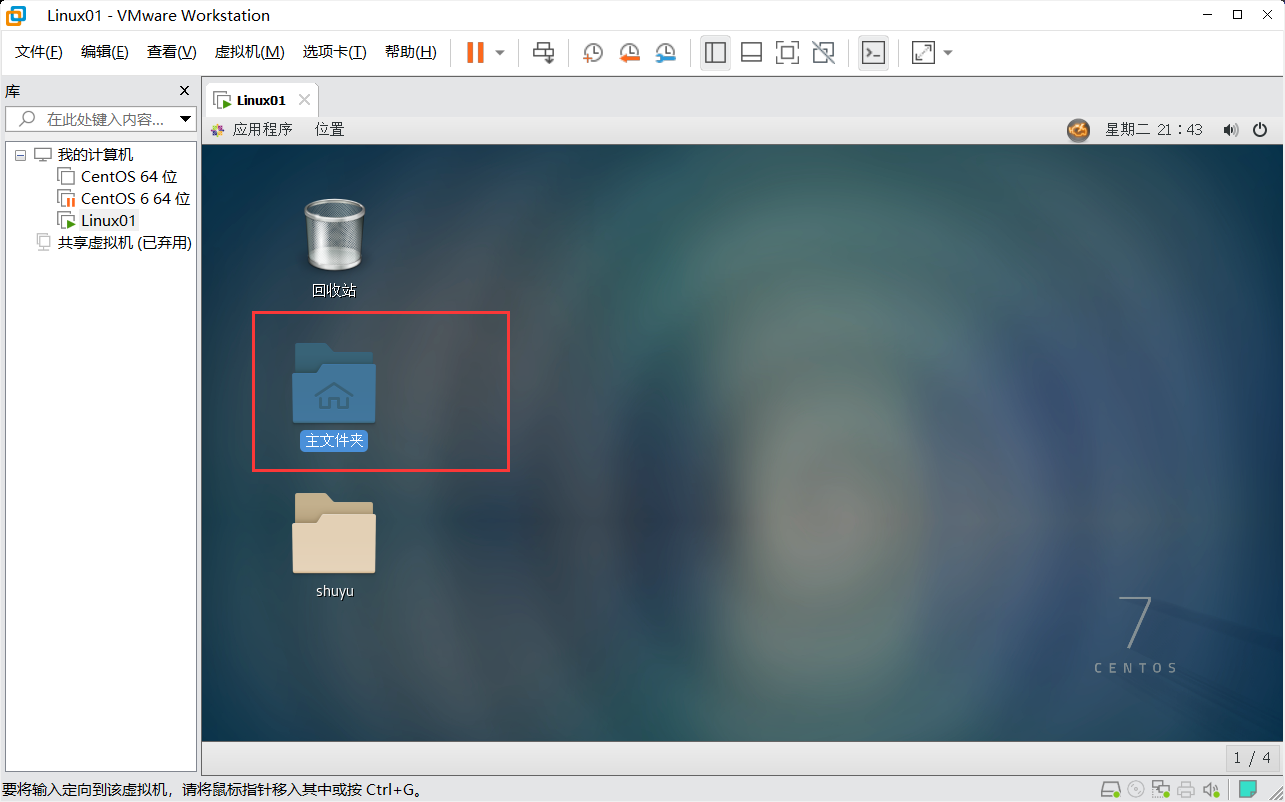 Linux01 - VMware Workstation
文件(F) 编辑(E) 查看(V) 虚拟机(M) 选项卡(T) 帮助(H)
库
在此处键入内容...
我的计算机
CentOS 64 位
CentOS 6 64 位
Linux01
共享虚拟机 (已弃用)
Linux01
应用程序 位置 星期二 21：43
回收站
主文件夹
shuyu
7
CENTOS
1 / 4
要将输入定向到该虚拟机，请将鼠标指针移入其中或按 Ctrl+G。